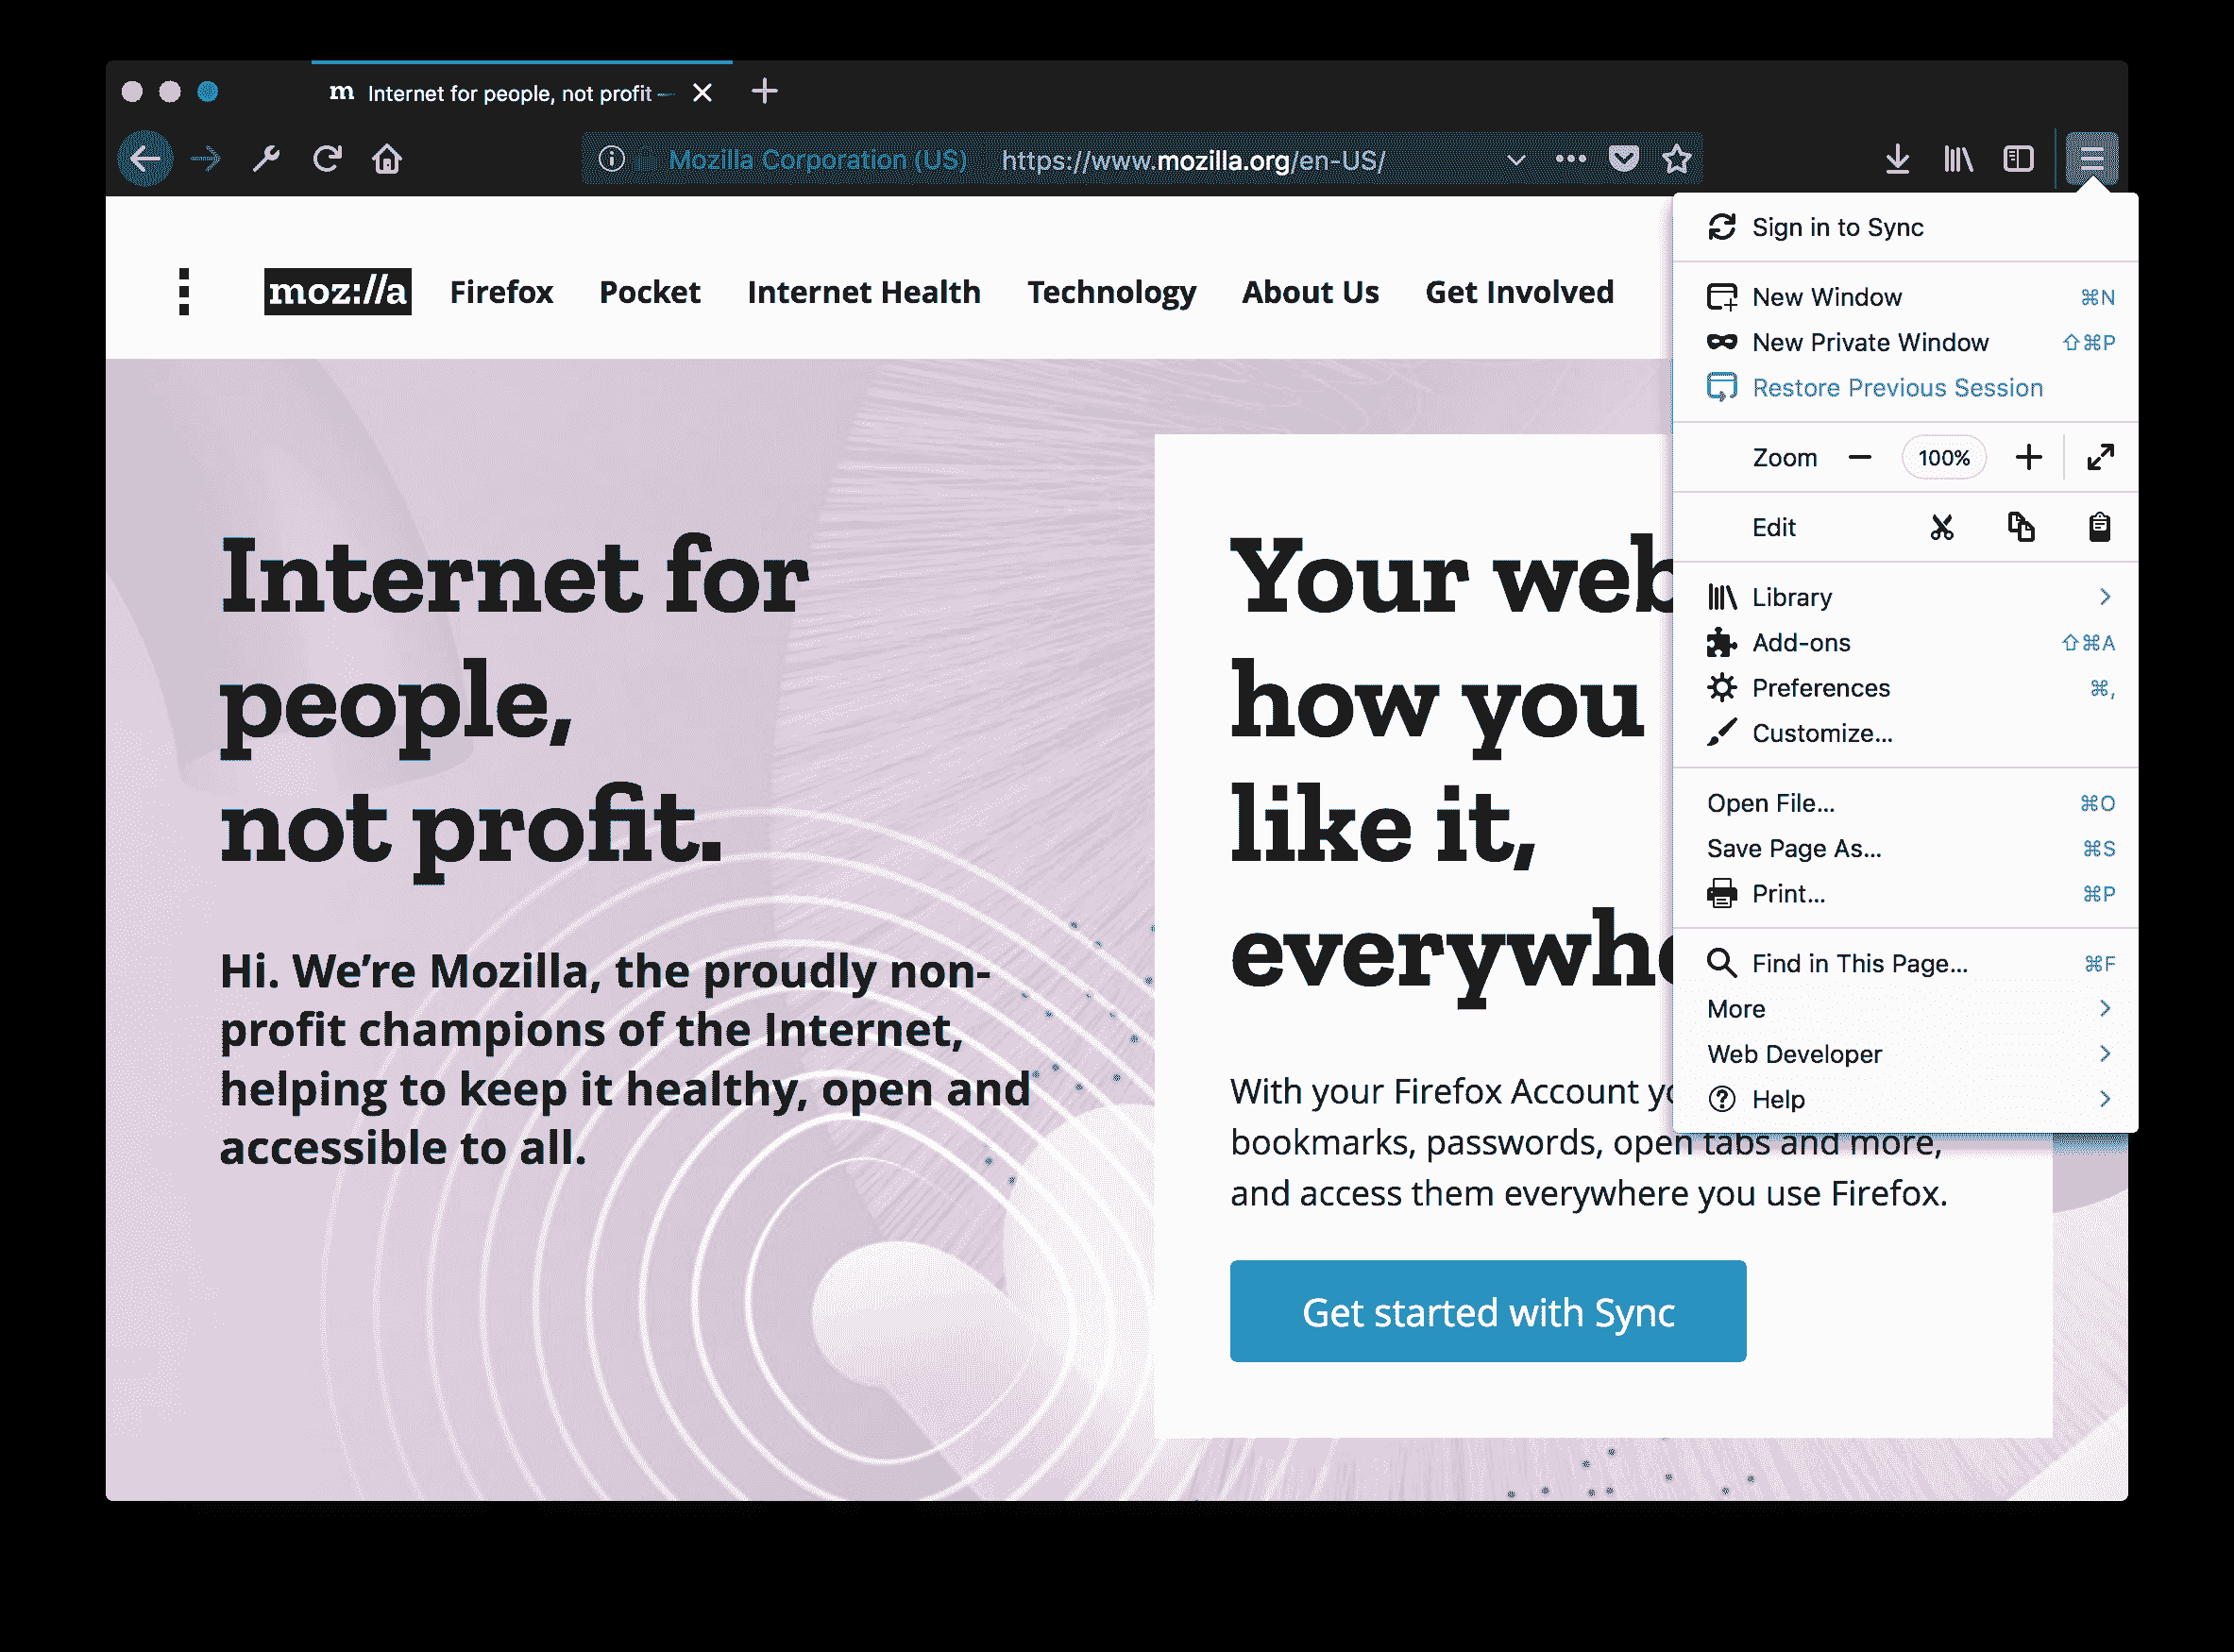 m Internet for people, not profit —
Mozilla Corporation (US) https://www.mozilla.org/en-US/
moz://a Firefox Pocket Internet Health Technology About Us Get Involved
Internet for
people,
not profit.
Hi. We’re Mozilla, the proudly non-
profit champions of the Internet,
helping to keep it healthy, open and
accessible to all.
Your web
how you
like it,
With your Firefox Account
bookmarks, passwords, open tabs and more,
and access them everywhere you use Firefox.
Get started with Sync
Sign in to Sync
New Window ⌘N
New Private Window ⇧⌘P
Restore Previous Session
Zoom 100%
Edit
Library
Add-ons ⇧⌘A
Preferences ⌘,
Customize...
Open File... ⌘O
Save Page As... ⌘S
Print... ⌘P
Find in This Page... ⌘F
More
Web Developer
Help